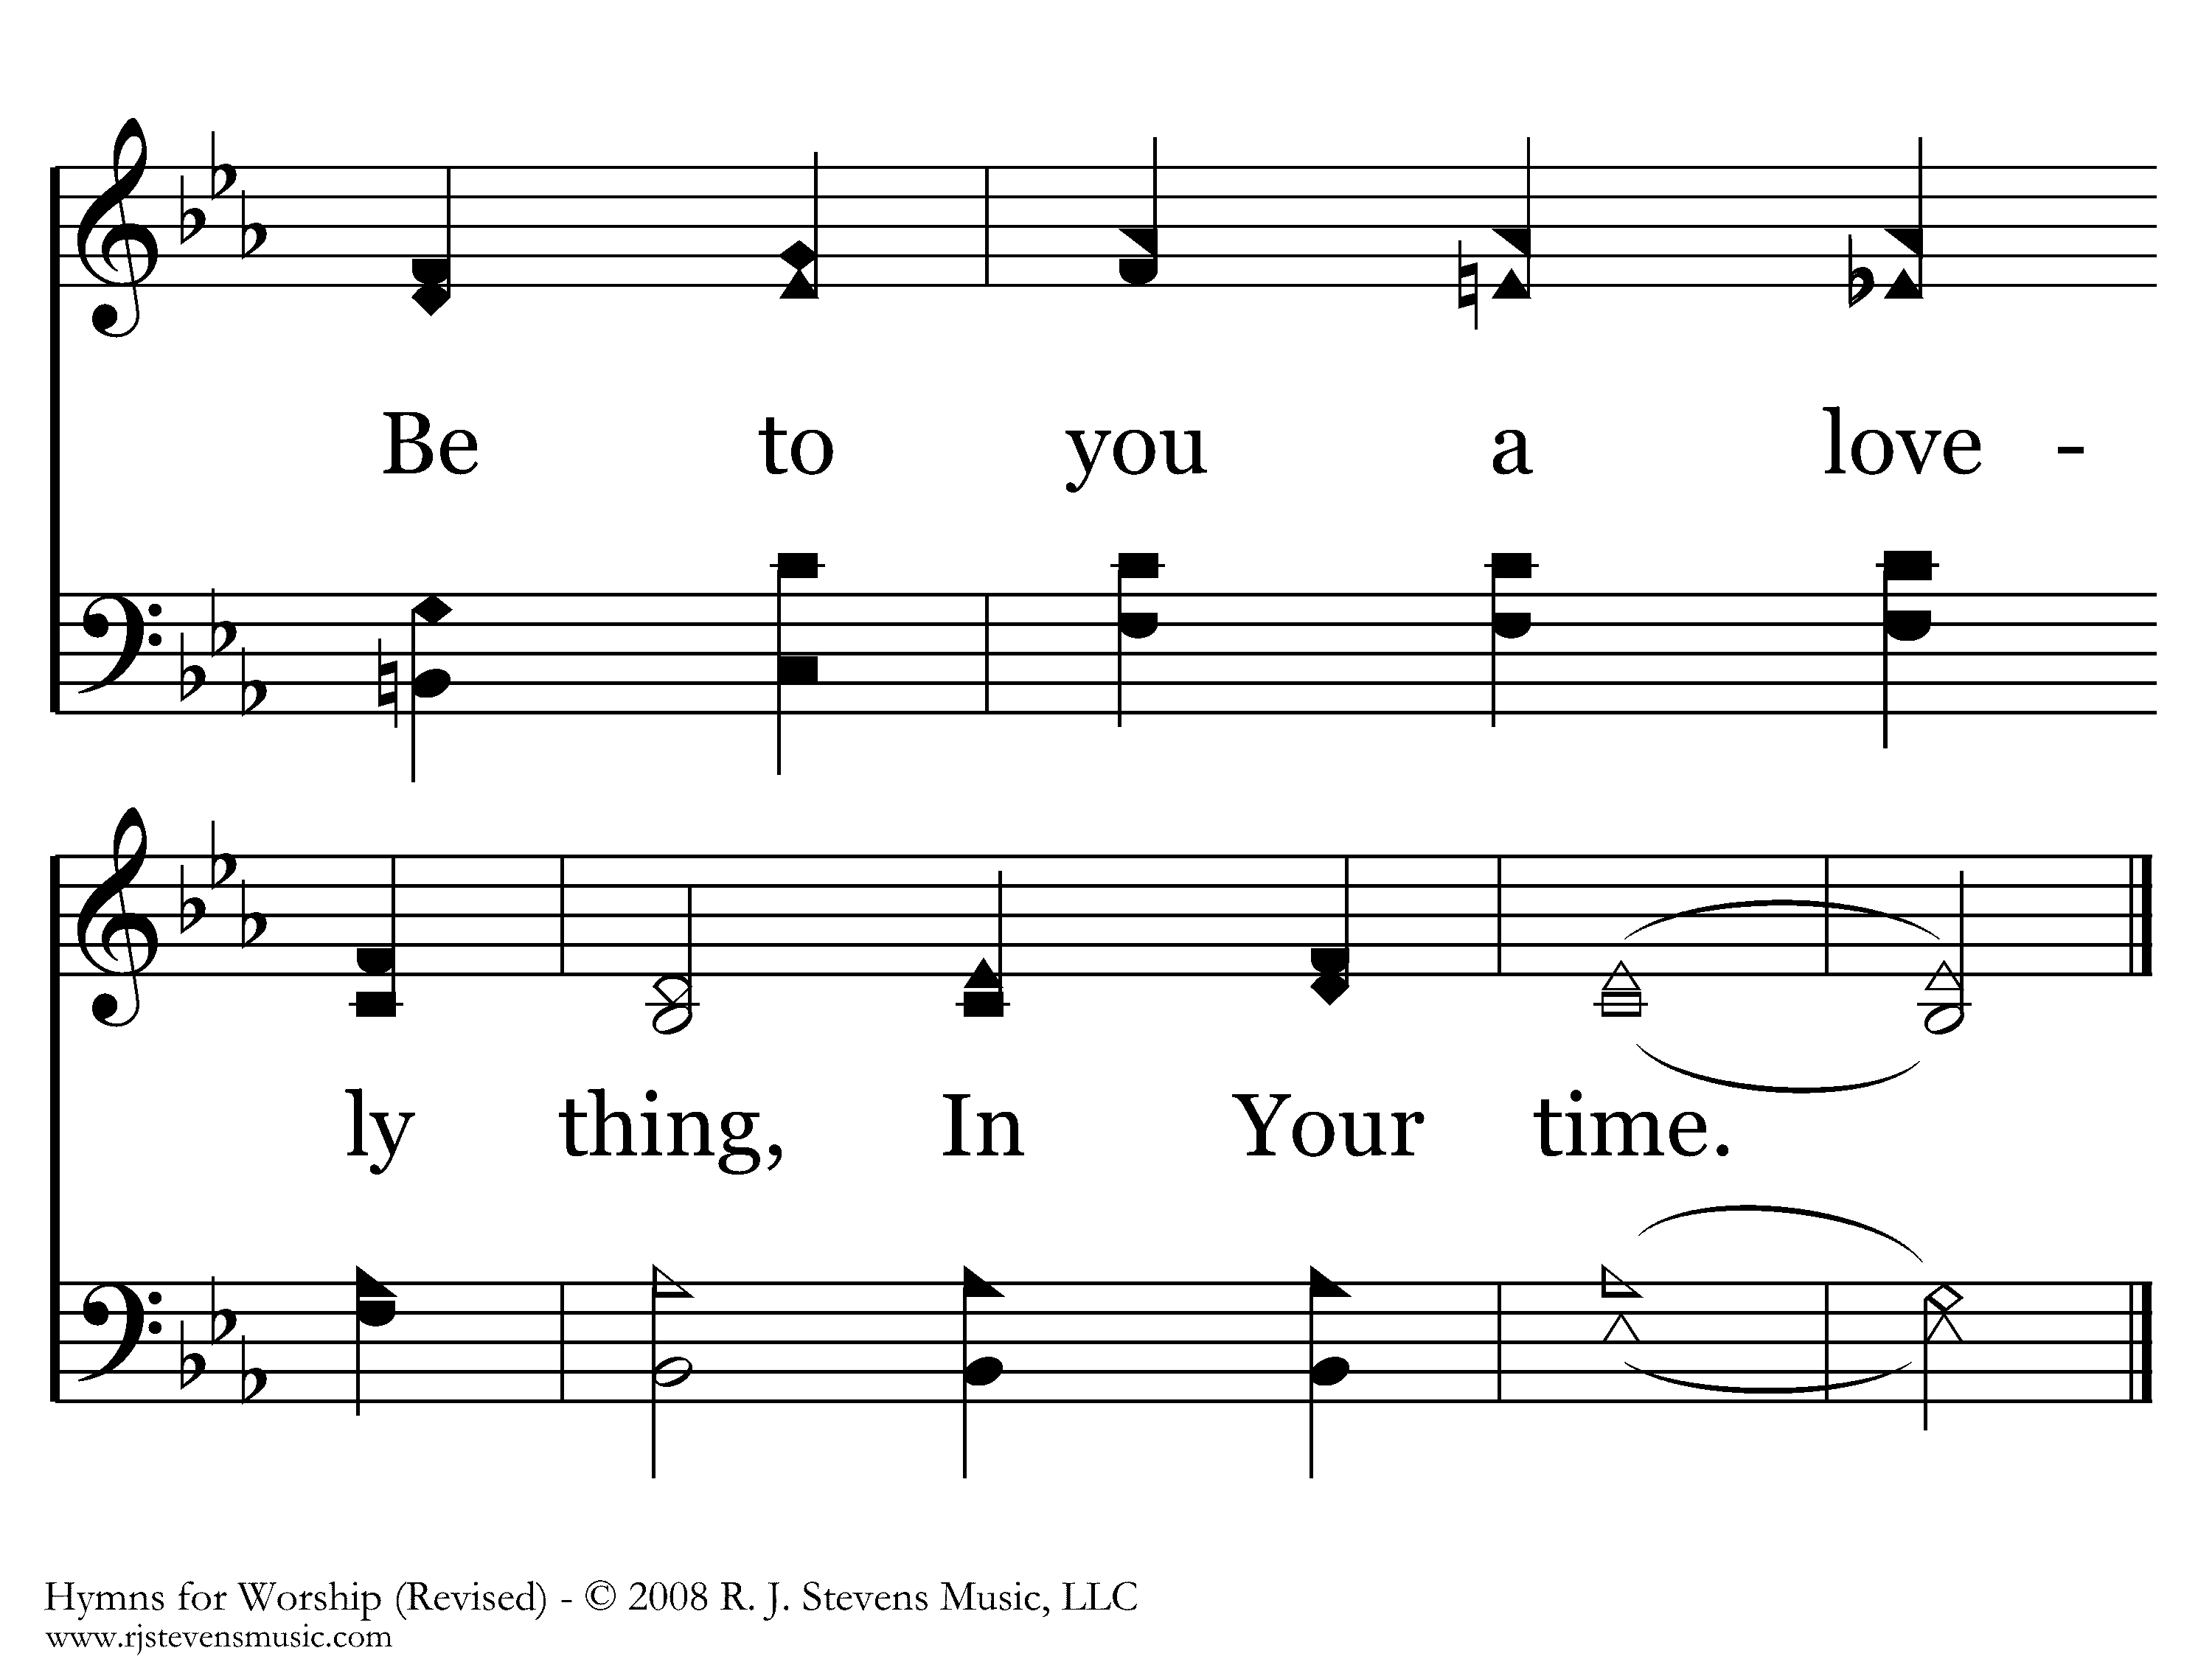 Be to you a love -
ly thing, In Your time.
Hymns for Worship (Revised) - © 2008 R. J. Stevens Music, LLC
www.rjstevensmusic.com